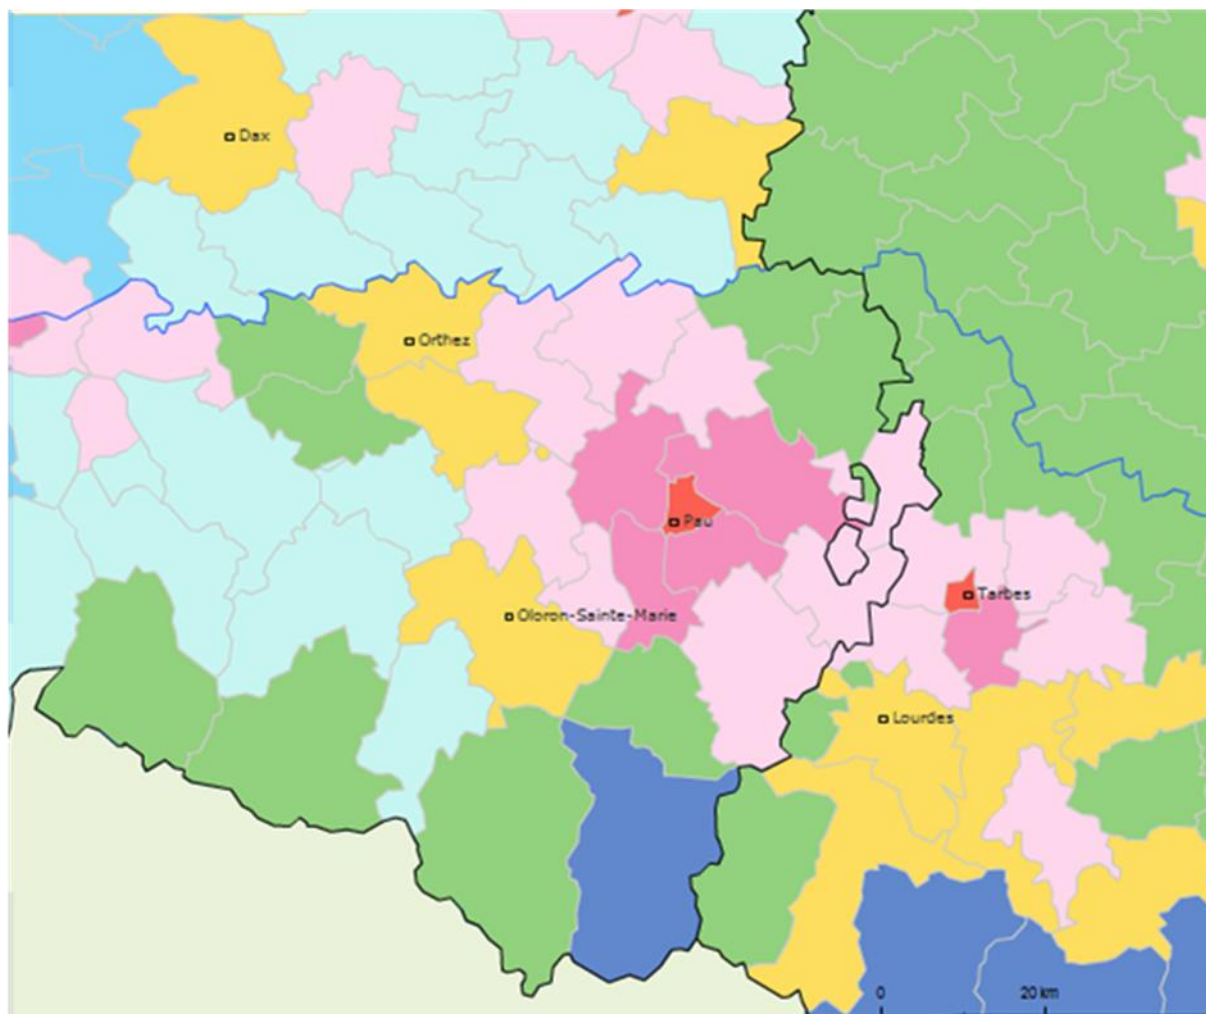 Dax
Orthez
Pau
Tarbes
Oloron-Sainte-Marie
Lourdes
0 20 km